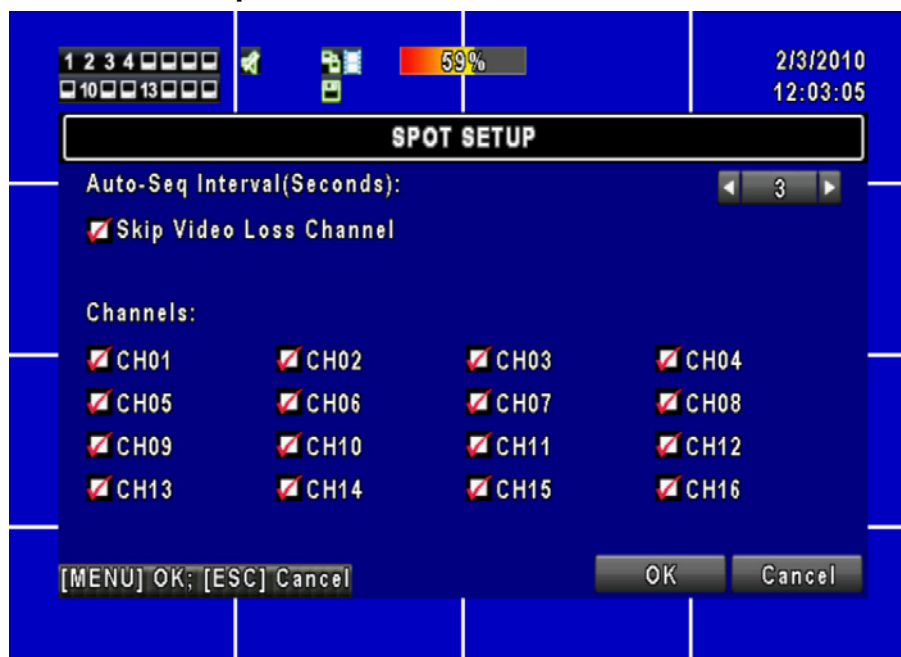 1 2 3 4
10 13
59%
2/3/2010
12:03:05
SPOT SETUP
Auto-Seq Interval(Seconds):
3
Skip Video Loss Channel
Channels:
CH01 CH02 CH03 CH04
CH05 CH06 CH07 CH08
CH09 CH10 CH11 CH12
CH13 CH14 CH15 CH16
[MENU] OK; [ESC] Cancel
OK
Cancel